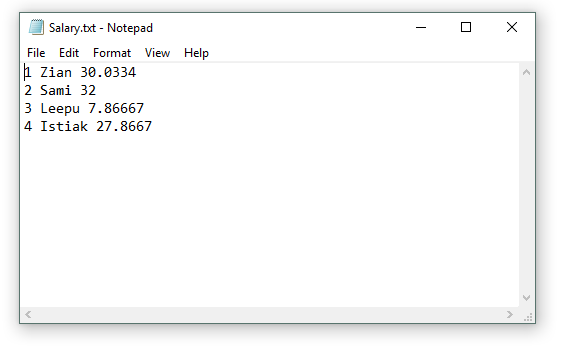 Salary.txt - Notepad
File Edit Format View Help
1 Zian 30.0334
2 Sami 32
3 Leepu 7.86667
4 Istiak 27.8667